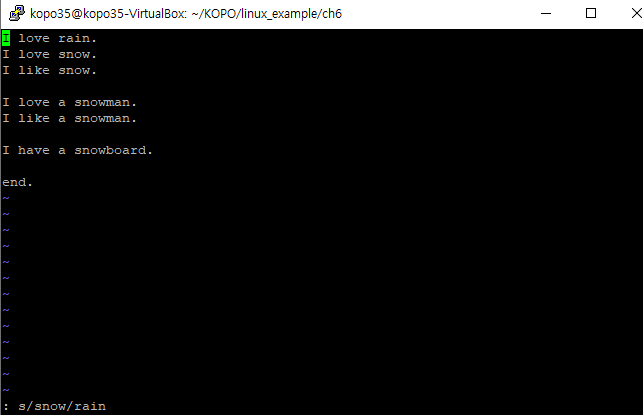 kopo35@kopo35-VirtualBox: ~/KOPO/linux_example/ch6
I love rain.
I love snow.
I like snow.

I love a snowman.
I like a snowman.

I have a snowboard.

end.
~
~
~
~
~
~
~
~
~
~
~
~
~
: s/snow/rain